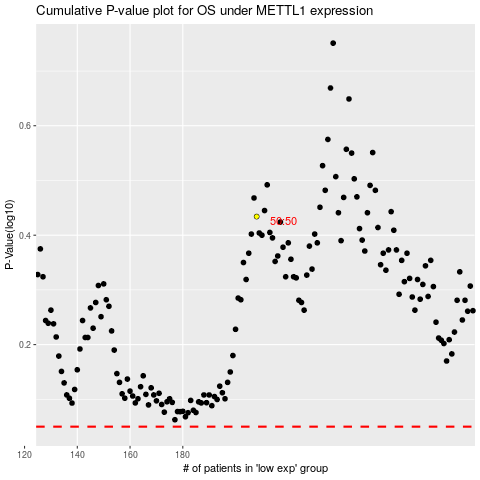 Cumulative P-value plot for OS under METTL1 expression
P-Value(log10)
0.6
0.4
0.2
50:50
120 140 160 180
# of patients in 'low exp' group